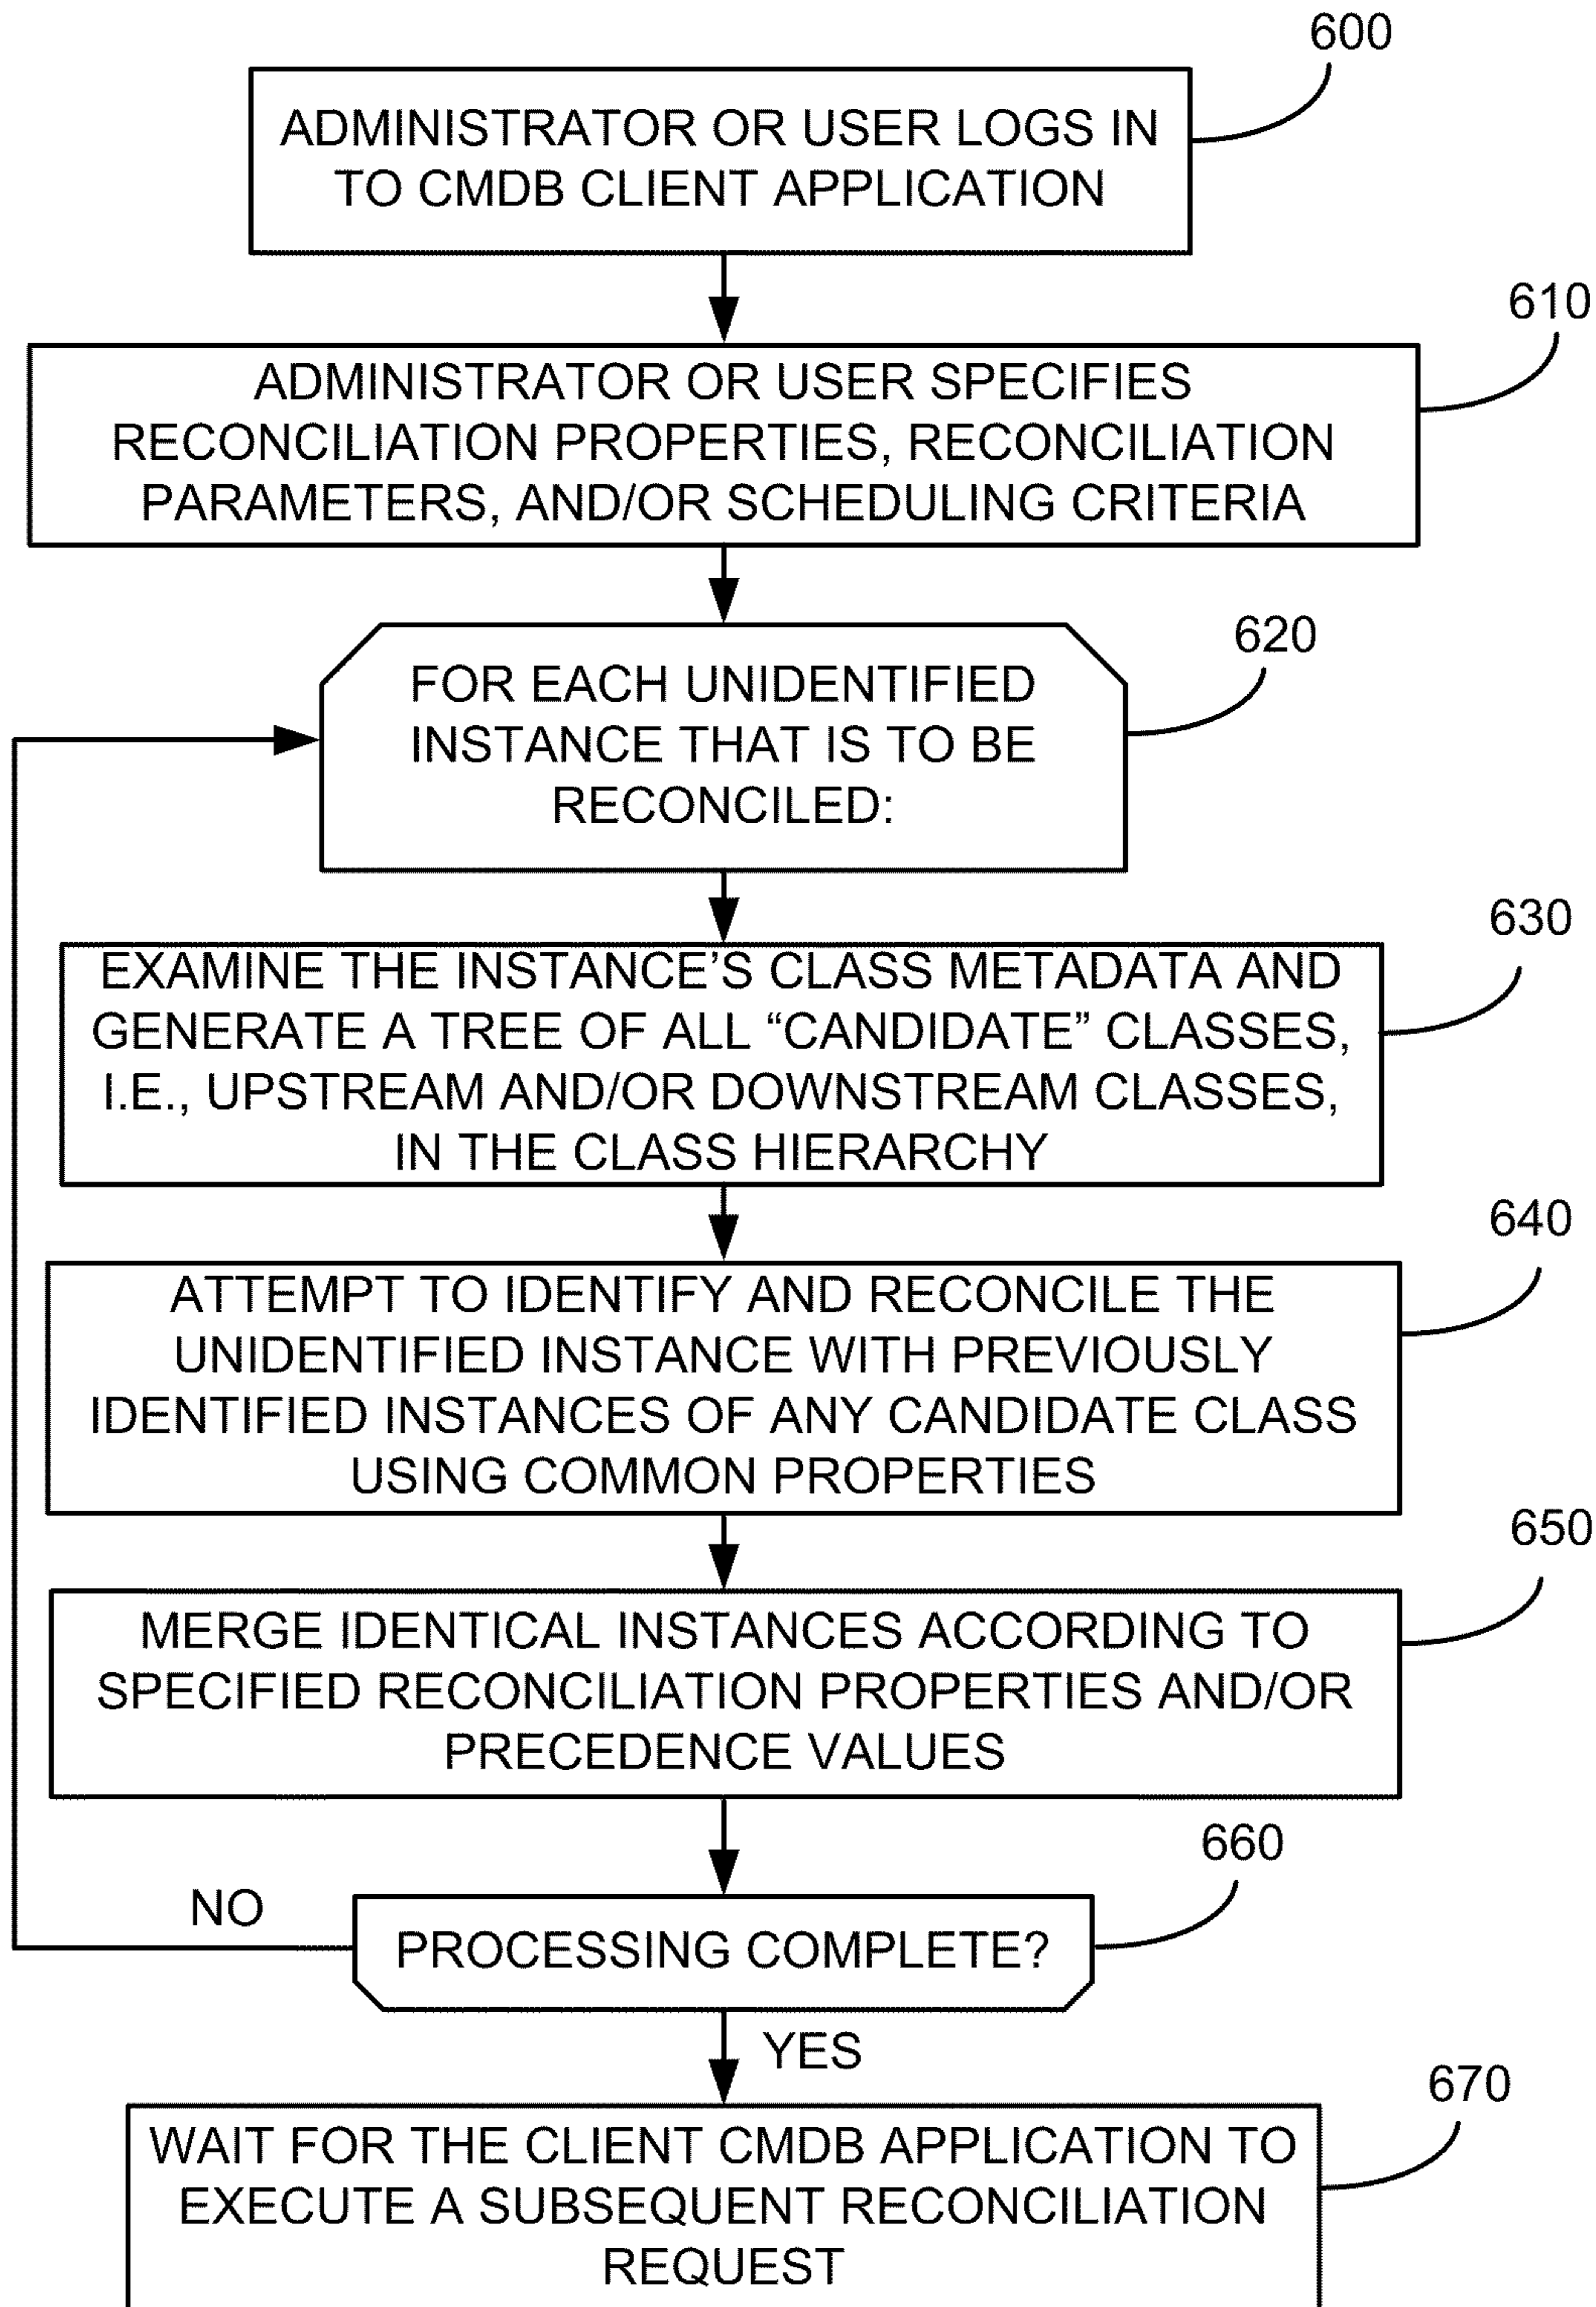 600
ADMINISTRATOR OR USER LOGS IN
TO CMDB CLIENT APPLICATION
610
ADMINISTRATOR OR USER SPECIFIES
RECONCILIATION PROPERTIES, RECONCILIATION
PARAMETERS, AND/OR SCHEDULING CRITERIA
620
FOR EACH UNIDENTIFIED
INSTANCE THAT IS TO BE
RECONCILED:
630
EXAMINE THE INSTANCE’S CLASS METADATA AND
GENERATE A TREE OF ALL “CANDIDATE” CLASSES,
I.E., UPSTREAM AND/OR DOWNSTREAM CLASSES,
IN THE CLASS HIERARCHY
640
ATTEMPT TO IDENTIFY AND RECONCILE THE
UNIDENTIFIED INSTANCE WITH PREVIOUSLY
IDENTIFIED INSTANCES OF ANY CANDIDATE CLASS
USING COMMON PROPERTIES
650
MERGE IDENTICAL INSTANCES ACCORDING TO
SPECIFIED RECONCILIATION PROPERTIES AND/OR
PRECEDENCE VALUES
660
NO
PROCESSING COMPLETE?
YES
670
WAIT FOR THE CLIENT CMDB APPLICATION TO
EXECUTE A SUBSEQUENT RECONCILIATION
REQUEST